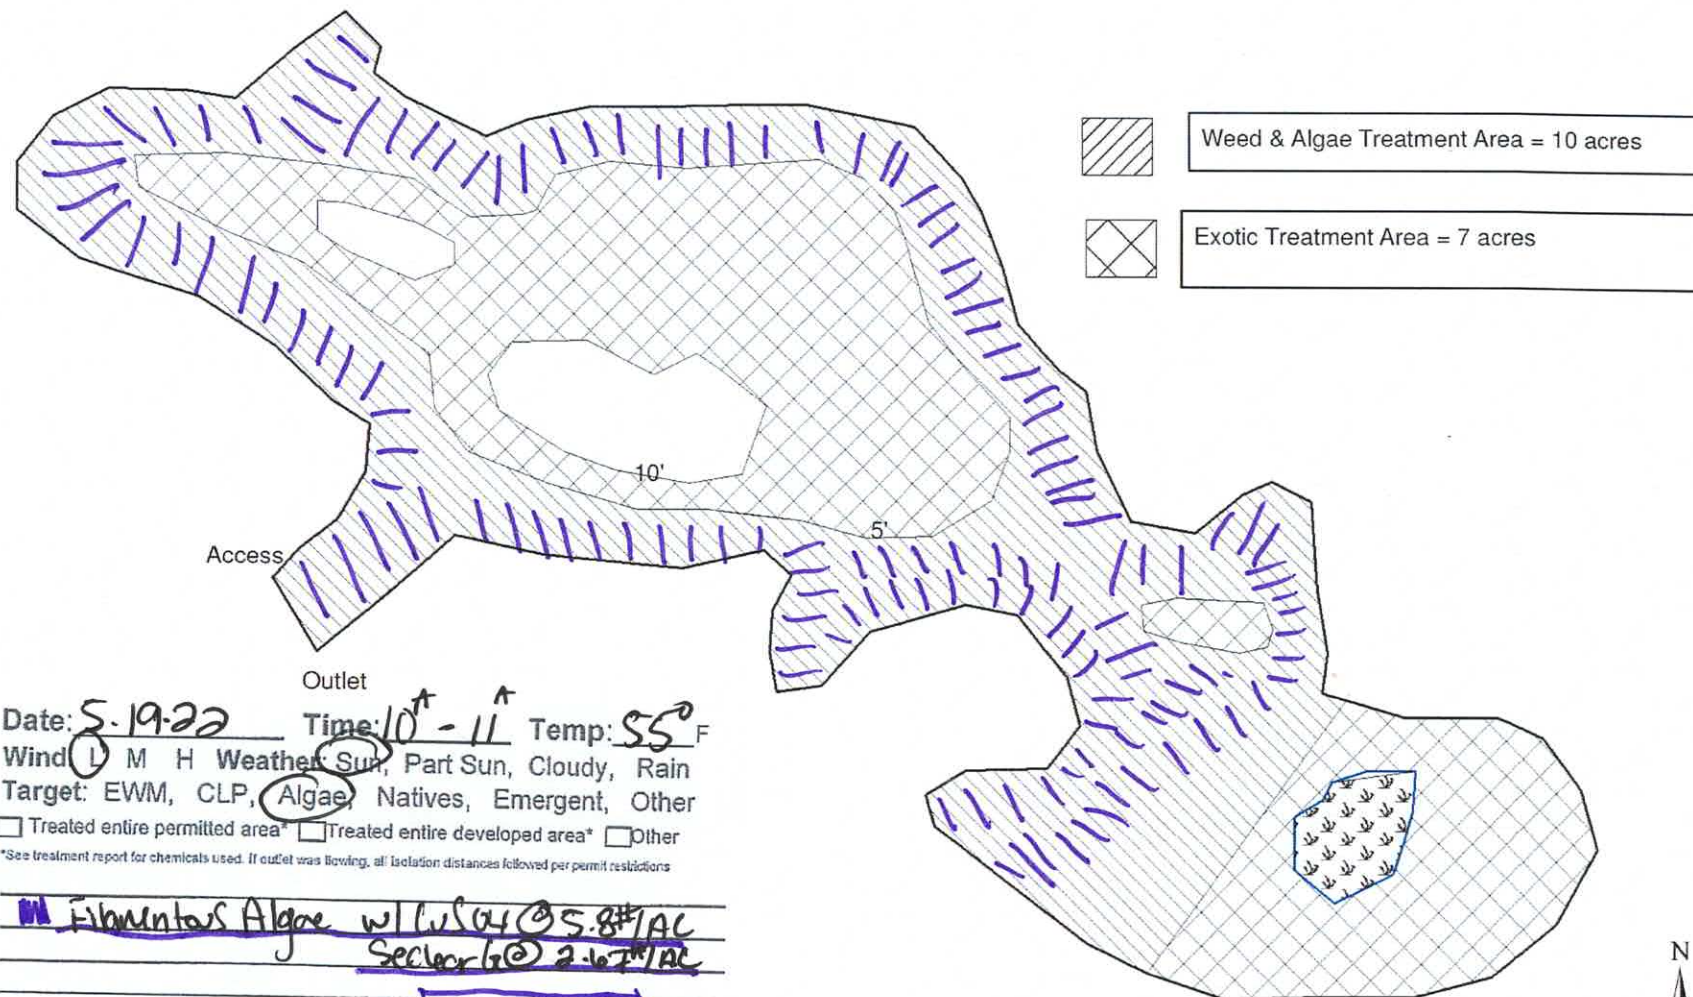 Weed & Algae Treatment Area = 10 acres
Exotic Treatment Area = 7 acres
10'
5'
Access
Outlet
Date: 5.19.22 Time: 10 A - 11 A Temp: 55° F
Wind L M H Weather: Sun, Part Sun, Cloudy, Rain
Target: EWM, CLP, Algae, Natives, Emergent, Other
Treated entire permitted area* Treated entire developed area* Other
*See treatment report for chemicals used. If outlet was flowing, all isolation distances followed per permit restrictions
Filamentous Algae w/ CuSO4 @ 5.8#/AC
Seclear G @ 2.67#/AC
N